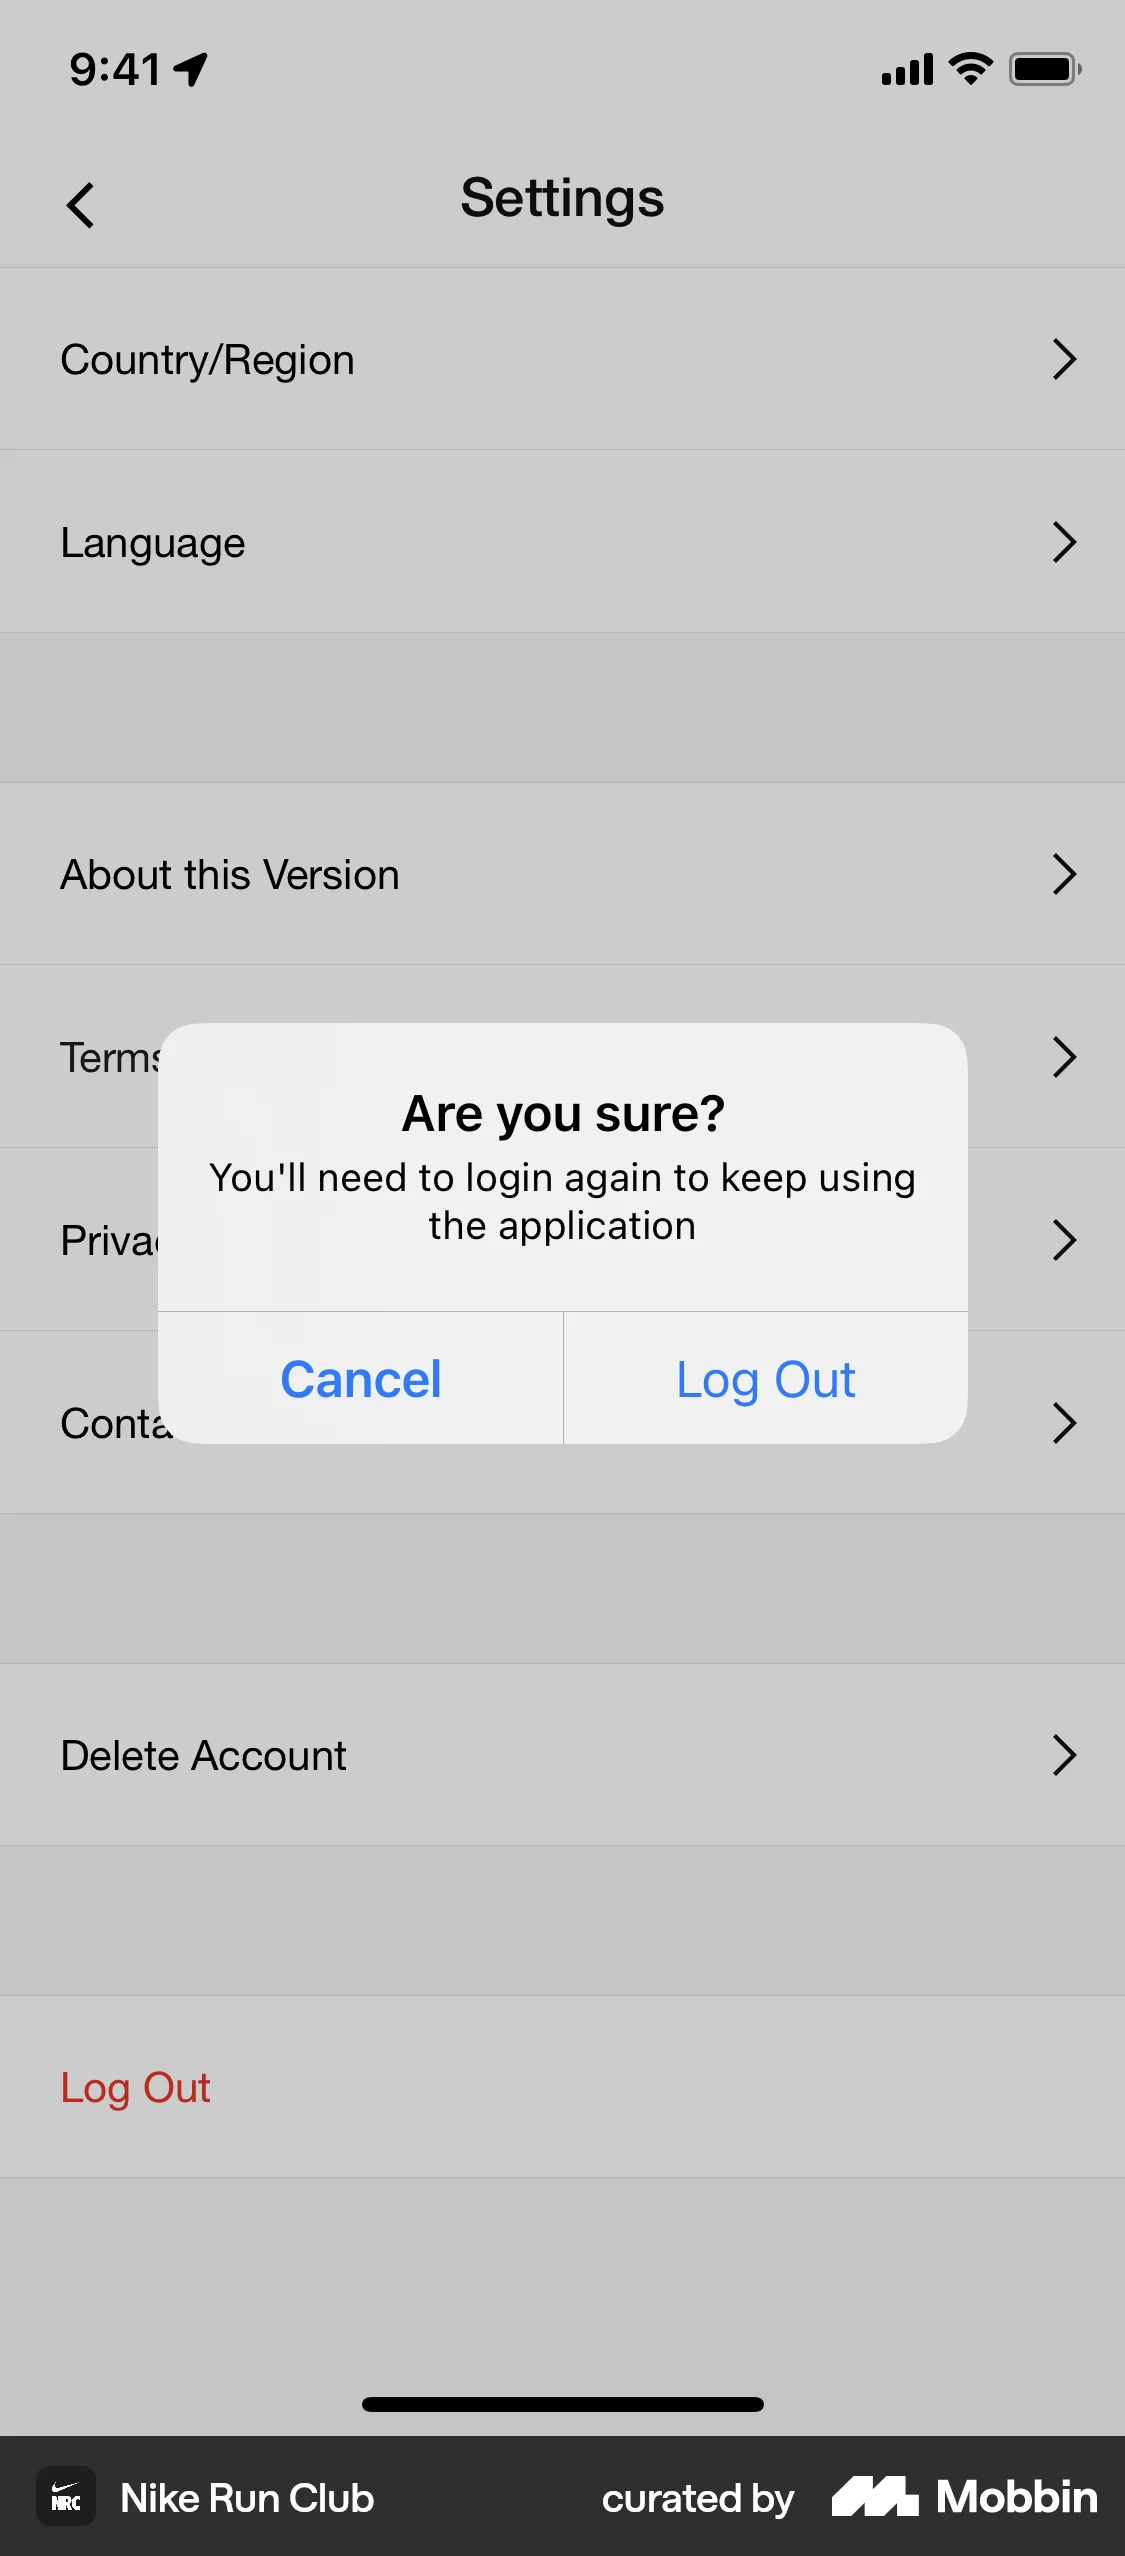 9:41
Settings
Country/Region
Language
About this Version
Terms
Are you sure?
You'll need to login again to keep using
the application
Cancel
Log Out
Delete Account
Log Out
NRC
Nike Run Club
curated by
Mobbin